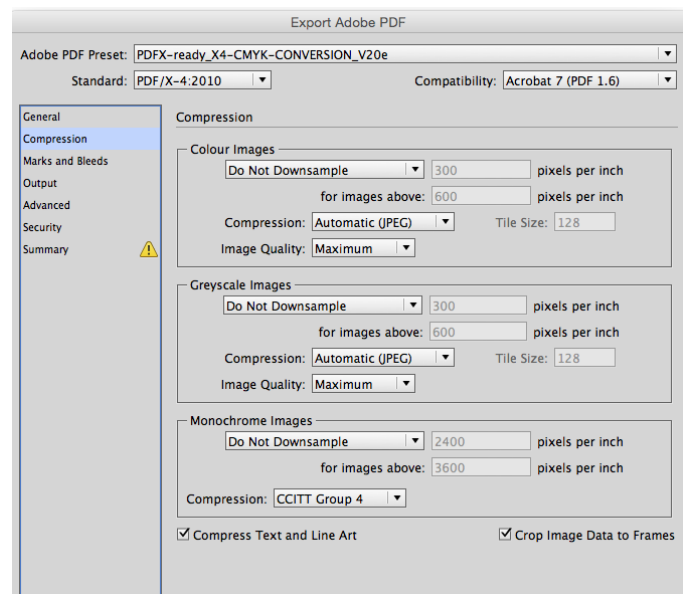 Export Adobe PDF
Adobe PDF Preset: PDFX-ready_X4-CMYK-CONVERSION_V20e
Standard: PDF/X-4:2010 Compatibility: Acrobat 7 (PDF 1.6)
General
Compression
Marks and Bleeds
Output
Advanced
Security
Summary
Compression
Colour Images
Do Not Downsample 300 pixels per inch
for images above: 600 pixels per inch
Compression: Automatic (JPEG) Tile Size: 128
Image Quality: Maximum
Greyscale Images
Do Not Downsample 300 pixels per inch
for images above: 600 pixels per inch
Compression: Automatic (JPEG) Tile Size: 128
Image Quality: Maximum
Monochrome Images
Do Not Downsample 2400 pixels per inch
for images above: 3600 pixels per inch
Compression: CCITT Group 4
Compress Text and Line Art Crop Image Data to Frames